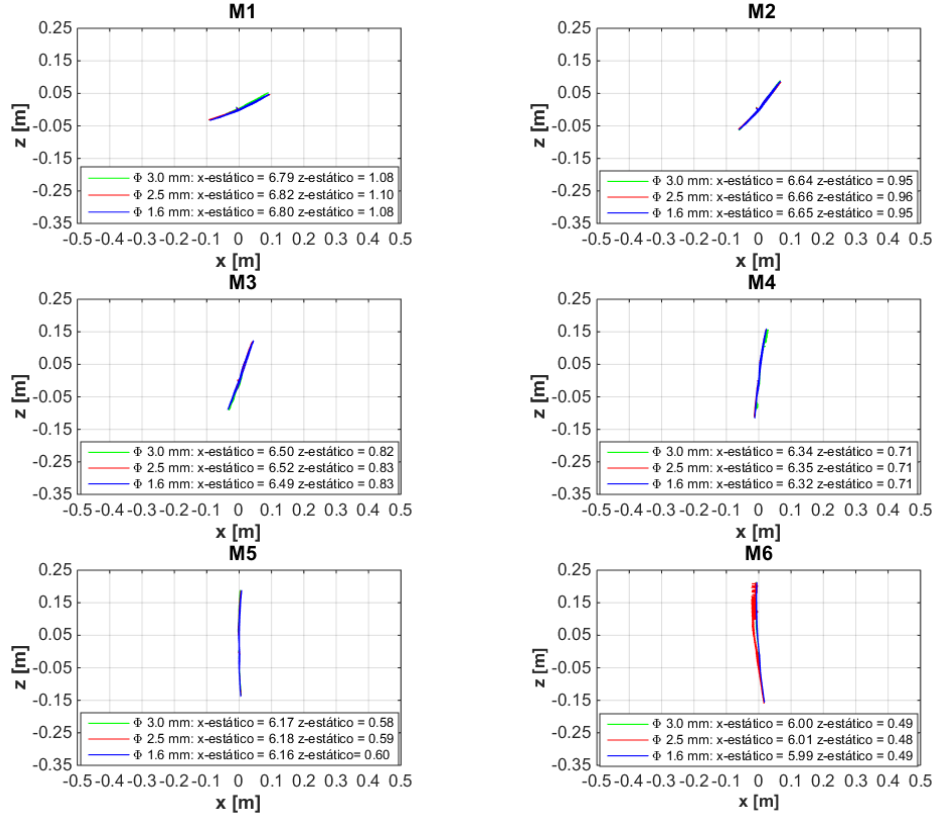 M1
0.25
0.15
0.05
-0.05
-0.15
-0.25
-0.35
z [m]
Φ 3.0 mm: x-estático = 6.79 z-estático = 1.08
Φ 2.5 mm: x-estático = 6.82 z-estático = 1.10
Φ 1.6 mm: x-estático = 6.80 z-estático = 1.08
-0.5 -0.4 -0.3 -0.2 -0.1 0 0.1 0.2 0.3 0.4 0.5
x [m]
M2
0.25
0.15
0.05
-0.05
-0.15
-0.25
-0.35
z [m]
Φ 3.0 mm: x-estático = 6.64 z-estático = 0.95
Φ 2.5 mm: x-estático = 6.66 z-estático = 0.96
Φ 1.6 mm: x-estático = 6.65 z-estático = 0.95
-0.5 -0.4 -0.3 -0.2 -0.1 0 0.1 0.2 0.3 0.4 0.5
x [m]
M3
0.25
0.15
0.05
-0.05
-0.15
-0.25
-0.35
z [m]
Φ 3.0 mm: x-estático = 6.50 z-estático = 0.82
Φ 2.5 mm: x-estático = 6.52 z-estático = 0.83
Φ 1.6 mm: x-estático = 6.49 z-estático = 0.83
-0.5 -0.4 -0.3 -0.2 -0.1 0 0.1 0.2 0.3 0.4 0.5
x [m]
M4
0.25
0.15
0.05
-0.05
-0.15
-0.25
-0.35
z [m]
Φ 3.0 mm: x-estático = 6.34 z-estático = 0.71
Φ 2.5 mm: x-estático = 6.35 z-estático = 0.71
Φ 1.6 mm: x-estático = 6.32 z-estático = 0.71
-0.5 -0.4 -0.3 -0.2 -0.1 0 0.1 0.2 0.3 0.4 0.5
x [m]
M5
0.25
0.15
0.05
-0.05
-0.15
-0.25
-0.35
z [m]
Φ 3.0 mm: x-estático = 6.17 z-estático = 0.58
Φ 2.5 mm: x-estático = 6.18 z-estático = 0.59
Φ 1.6 mm: x-estático = 6.16 z-estático= 0.60
-0.5 -0.4 -0.3 -0.2 -0.1 0 0.1 0.2 0.3 0.4 0.5
x [m]
M6
0.25
0.15
0.05
-0.05
-0.15
-0.25
-0.35
z [m]
Φ 3.0 mm: x-estático = 6.00 z-estático = 0.49
Φ 2.5 mm: x-estático = 6.01 z-estático = 0.48
Φ 1.6 mm: x-estático = 5.99 z-estático = 0.49
-0.5 -0.4 -0.3 -0.2 -0.1 0 0.1 0.2 0.3 0.4 0.5
x [m]